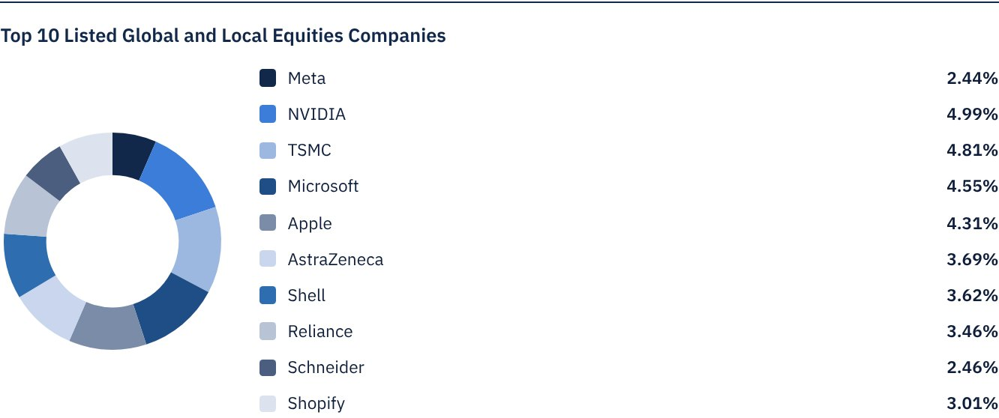 Top 10 Listed Global and Local Equities Companies
Meta 2.44%
NVIDIA 4.99%
TSMC 4.81%
Microsoft 4.55%
Apple 4.31%
AstraZeneca 3.69%
Shell 3.62%
Reliance 3.46%
Schneider 2.46%
Shopify 3.01%